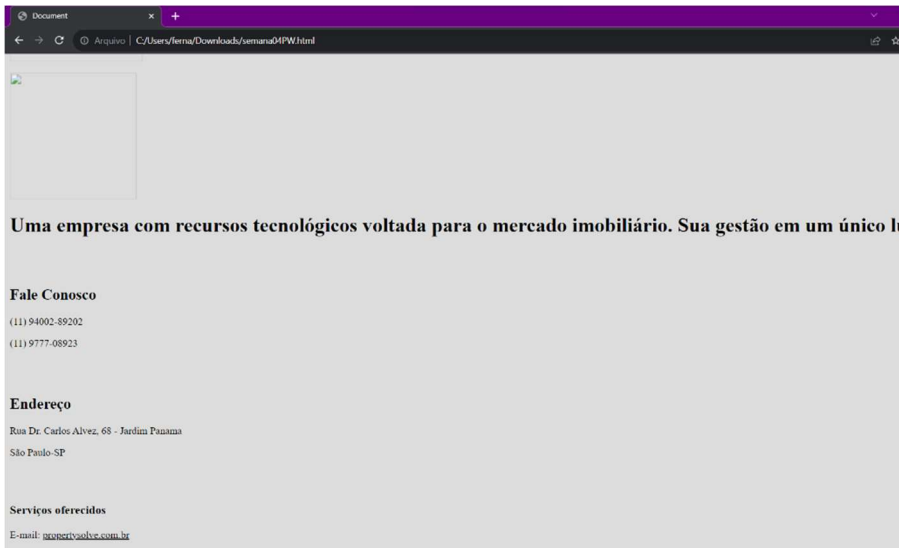 Document
Arquivo C:/Users/ferna/Downloads/semana04PW.html
Uma empresa com recursos tecnológicos voltada para o mercado imobiliário. Sua gestão em um único
Fale Conosco
(11) 94002-89202
(11) 9777-08923
Endereço
Rua Dr. Carlos Alvez, 68 - Jardim Panama
São Paulo-SP
Serviços oferecidos
E-mail: propertysolve.com.br